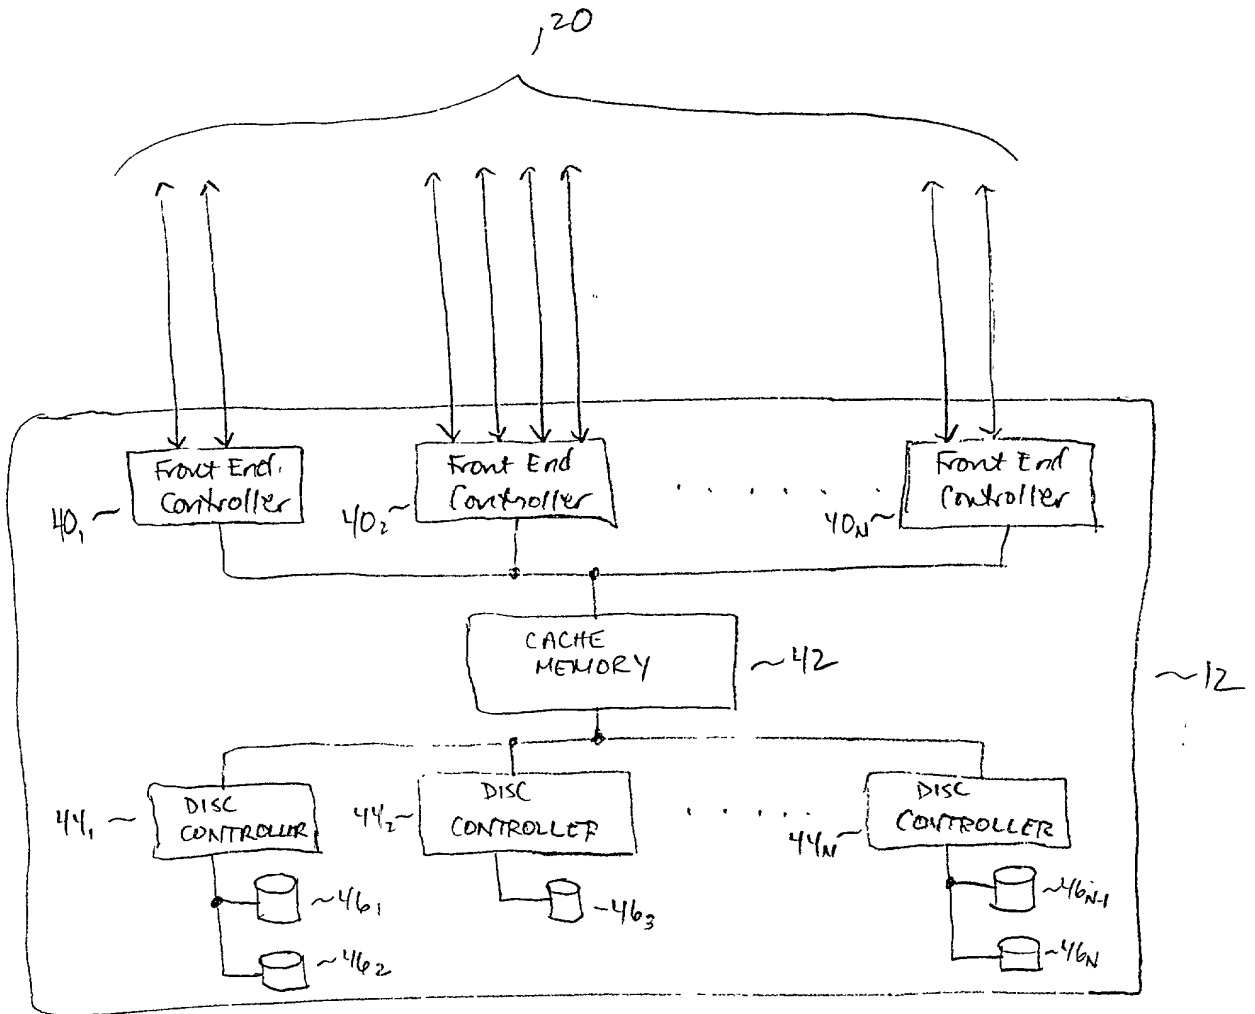 20
Front End
Controller
40₁
Front End
Controller
40₂
Front End
Controller
40N
CACHE
MEMORY
~42
~12
DISC
CONTROLLER
44₁ ~
DISC
CONTROLLER
44₂ ~
DISC
CONTROLLER
44N
~46₁
~46₂
-46₃
~46N-1
~46N